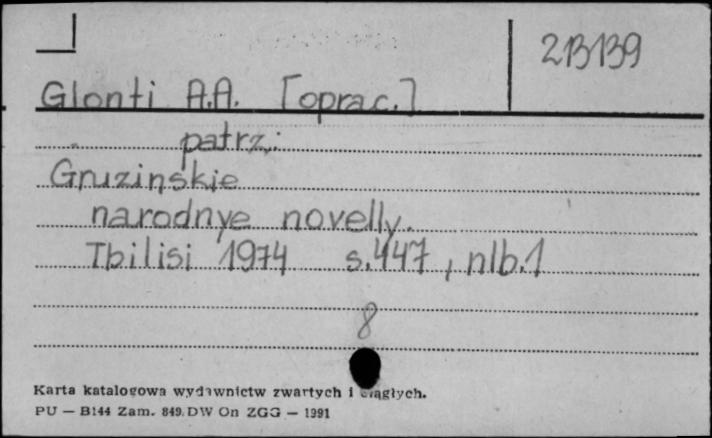 213139
Glonti A.A. [oprac.]
patrz:
Gruzinskie
narodnye novelly.
Tbilisi 1974 s.447, nlb.1
8
Karta katalogowa wydawnictw zwartych i ciągłych.
PU — B144 Zam. 849. DW On ZGG — 1991